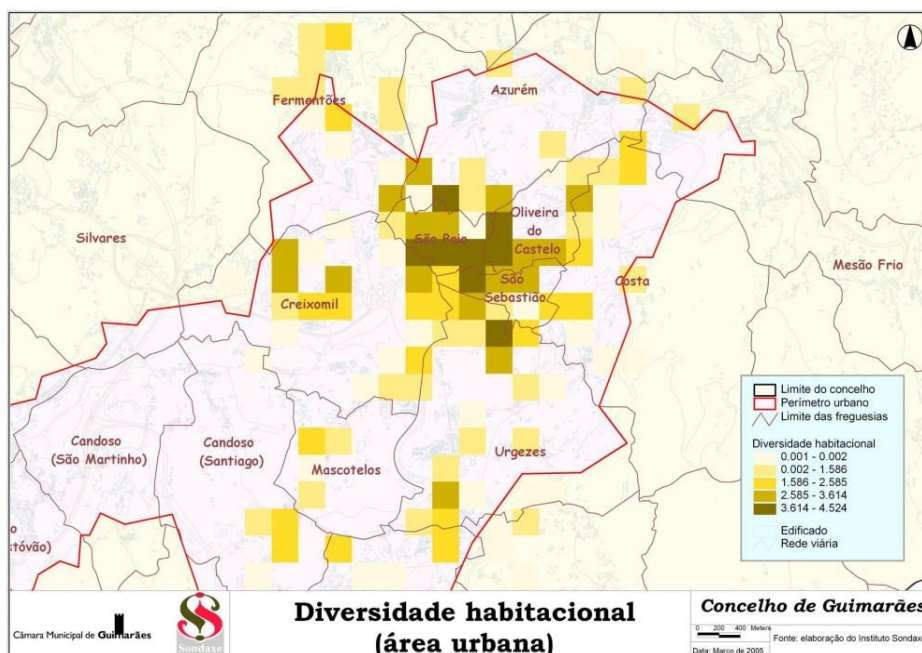 Fermentões
Azurém
Silvares
São Paio
Oliveira
do
Castelo
Mesão Frio
São
Sebastião
Costa
Creixomil
Candoso
(São Martinho)
Candoso
(Santiago)
Mascotelos
Urgezes
o
stóvão)
Limite do concelho
Perímetro urbano
Limite das freguesias
Diversidade habitacional
0.001 - 0.002
0.002 - 1.586
1.586 - 2.585
2.585 - 3.614
3.614 - 4.524
Edificado
Rede viária
Câmara Municipal de Guimarães
Sondaxe
Diversidade habitacional
(área urbana)
Concelho de Guimarães
0 200 400 Meters
Fonte: elaboração do Instituto Sondaxe
Data: Março de 2005